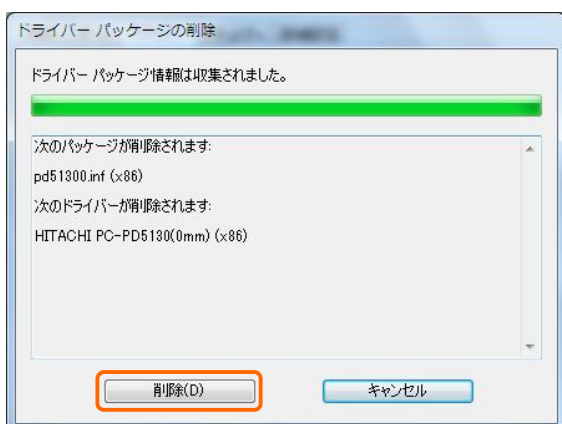 ドライバー パッケージの削除
ドライバー パッケージ情報は収集されました。
次のパッケージが削除されます:
pd51300.inf (x86)
次のドライバーが削除されます:
HITACHI PC-PD5130(0mm) (x86)
削除(D)
キャンセル